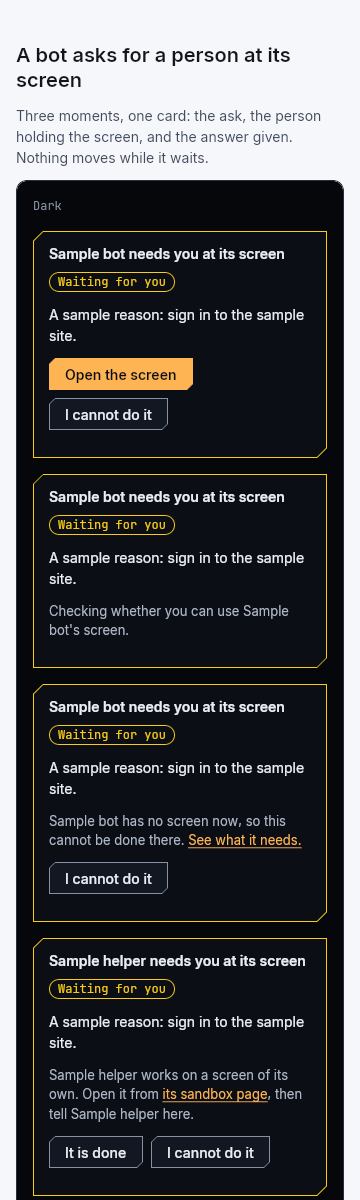 A bot asks for a person at its
screen
Three moments, one card: the ask, the person
holding the screen, and the answer given.
Nothing moves while it waits.
Dark
Sample bot needs you at its screen
Waiting for you
A sample reason: sign in to the sample
site.
Open the screen
I cannot do it
Sample bot needs you at its screen
Waiting for you
A sample reason: sign in to the sample
site.
Checking whether you can use Sample
bot's screen.
Sample bot needs you at its screen
Waiting for you
A sample reason: sign in to the sample
site.
Sample bot has no screen now, so this
cannot be done there. See what it needs.
I cannot do it
Sample helper needs you at its screen
Waiting for you
A sample reason: sign in to the sample
site.
Sample helper works on a screen of its
own. Open it from its sandbox page, then
tell Sample helper here.
It is done
I cannot do it